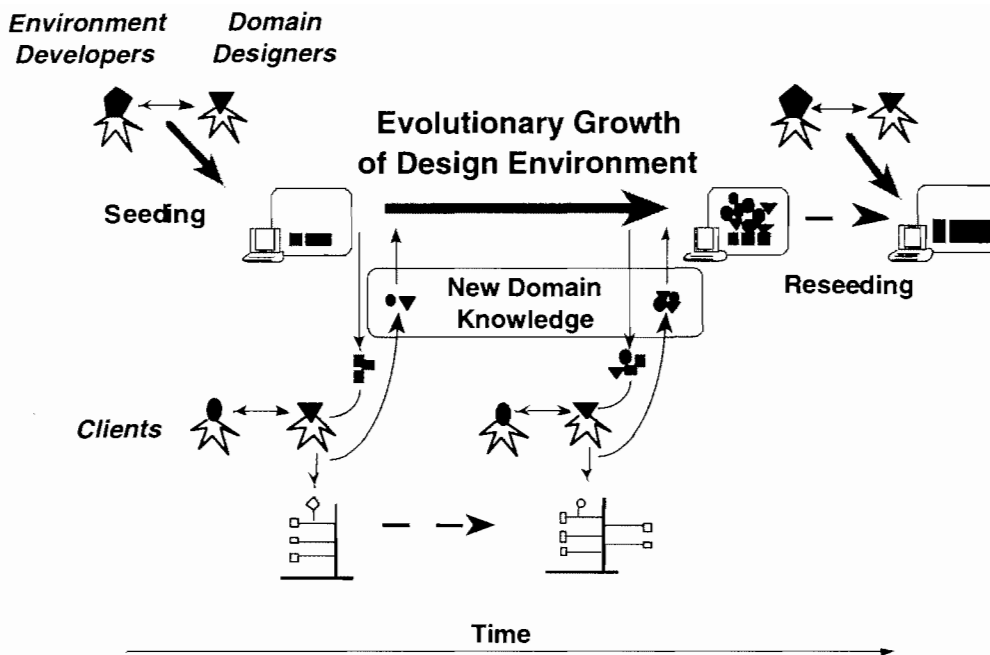 Environment
Developers
Domain
Designers
Evolutionary Growth
of Design Environment
Seeding
New Domain
Knowledge
Reseeding
Clients
Time